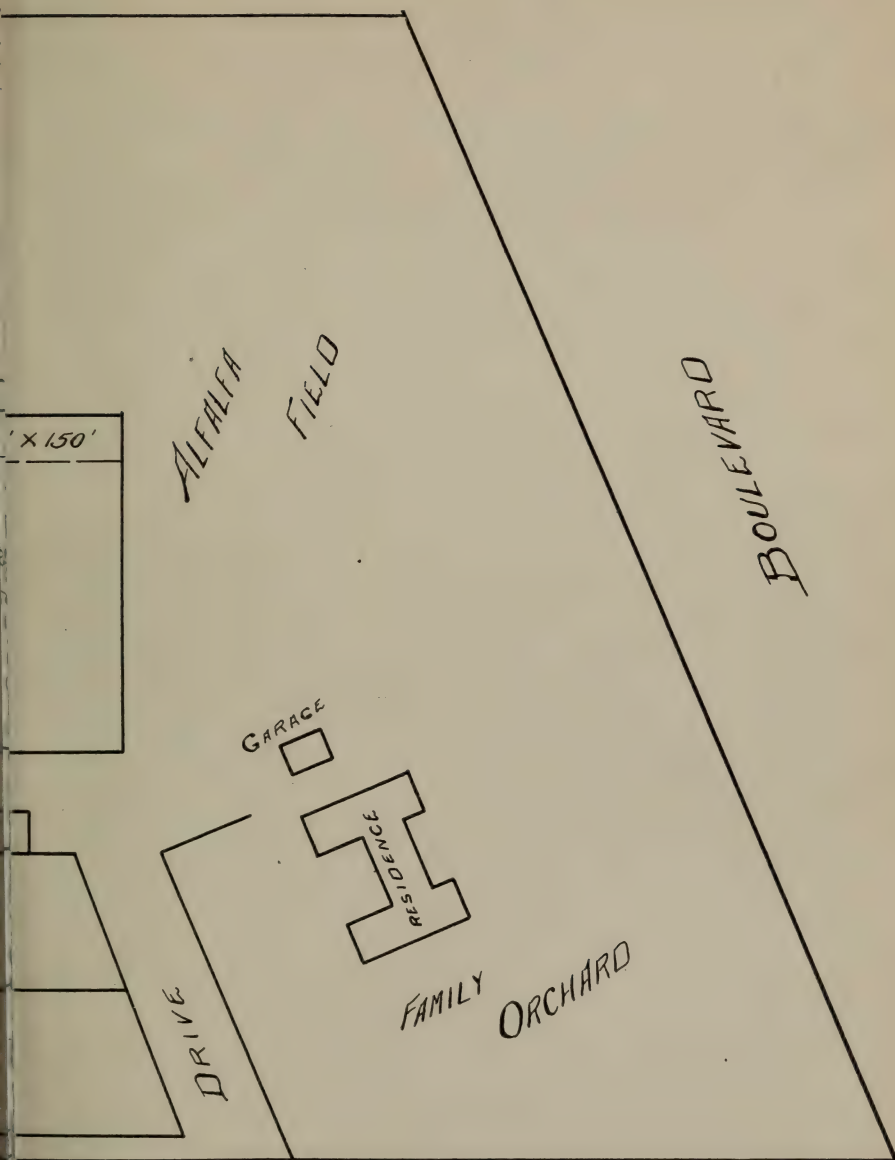 ALFALFA FIELD
BOULEVARD
' X 150'
GARAGE
RESIDENCE
FAMILY ORCHARD
DRIVE